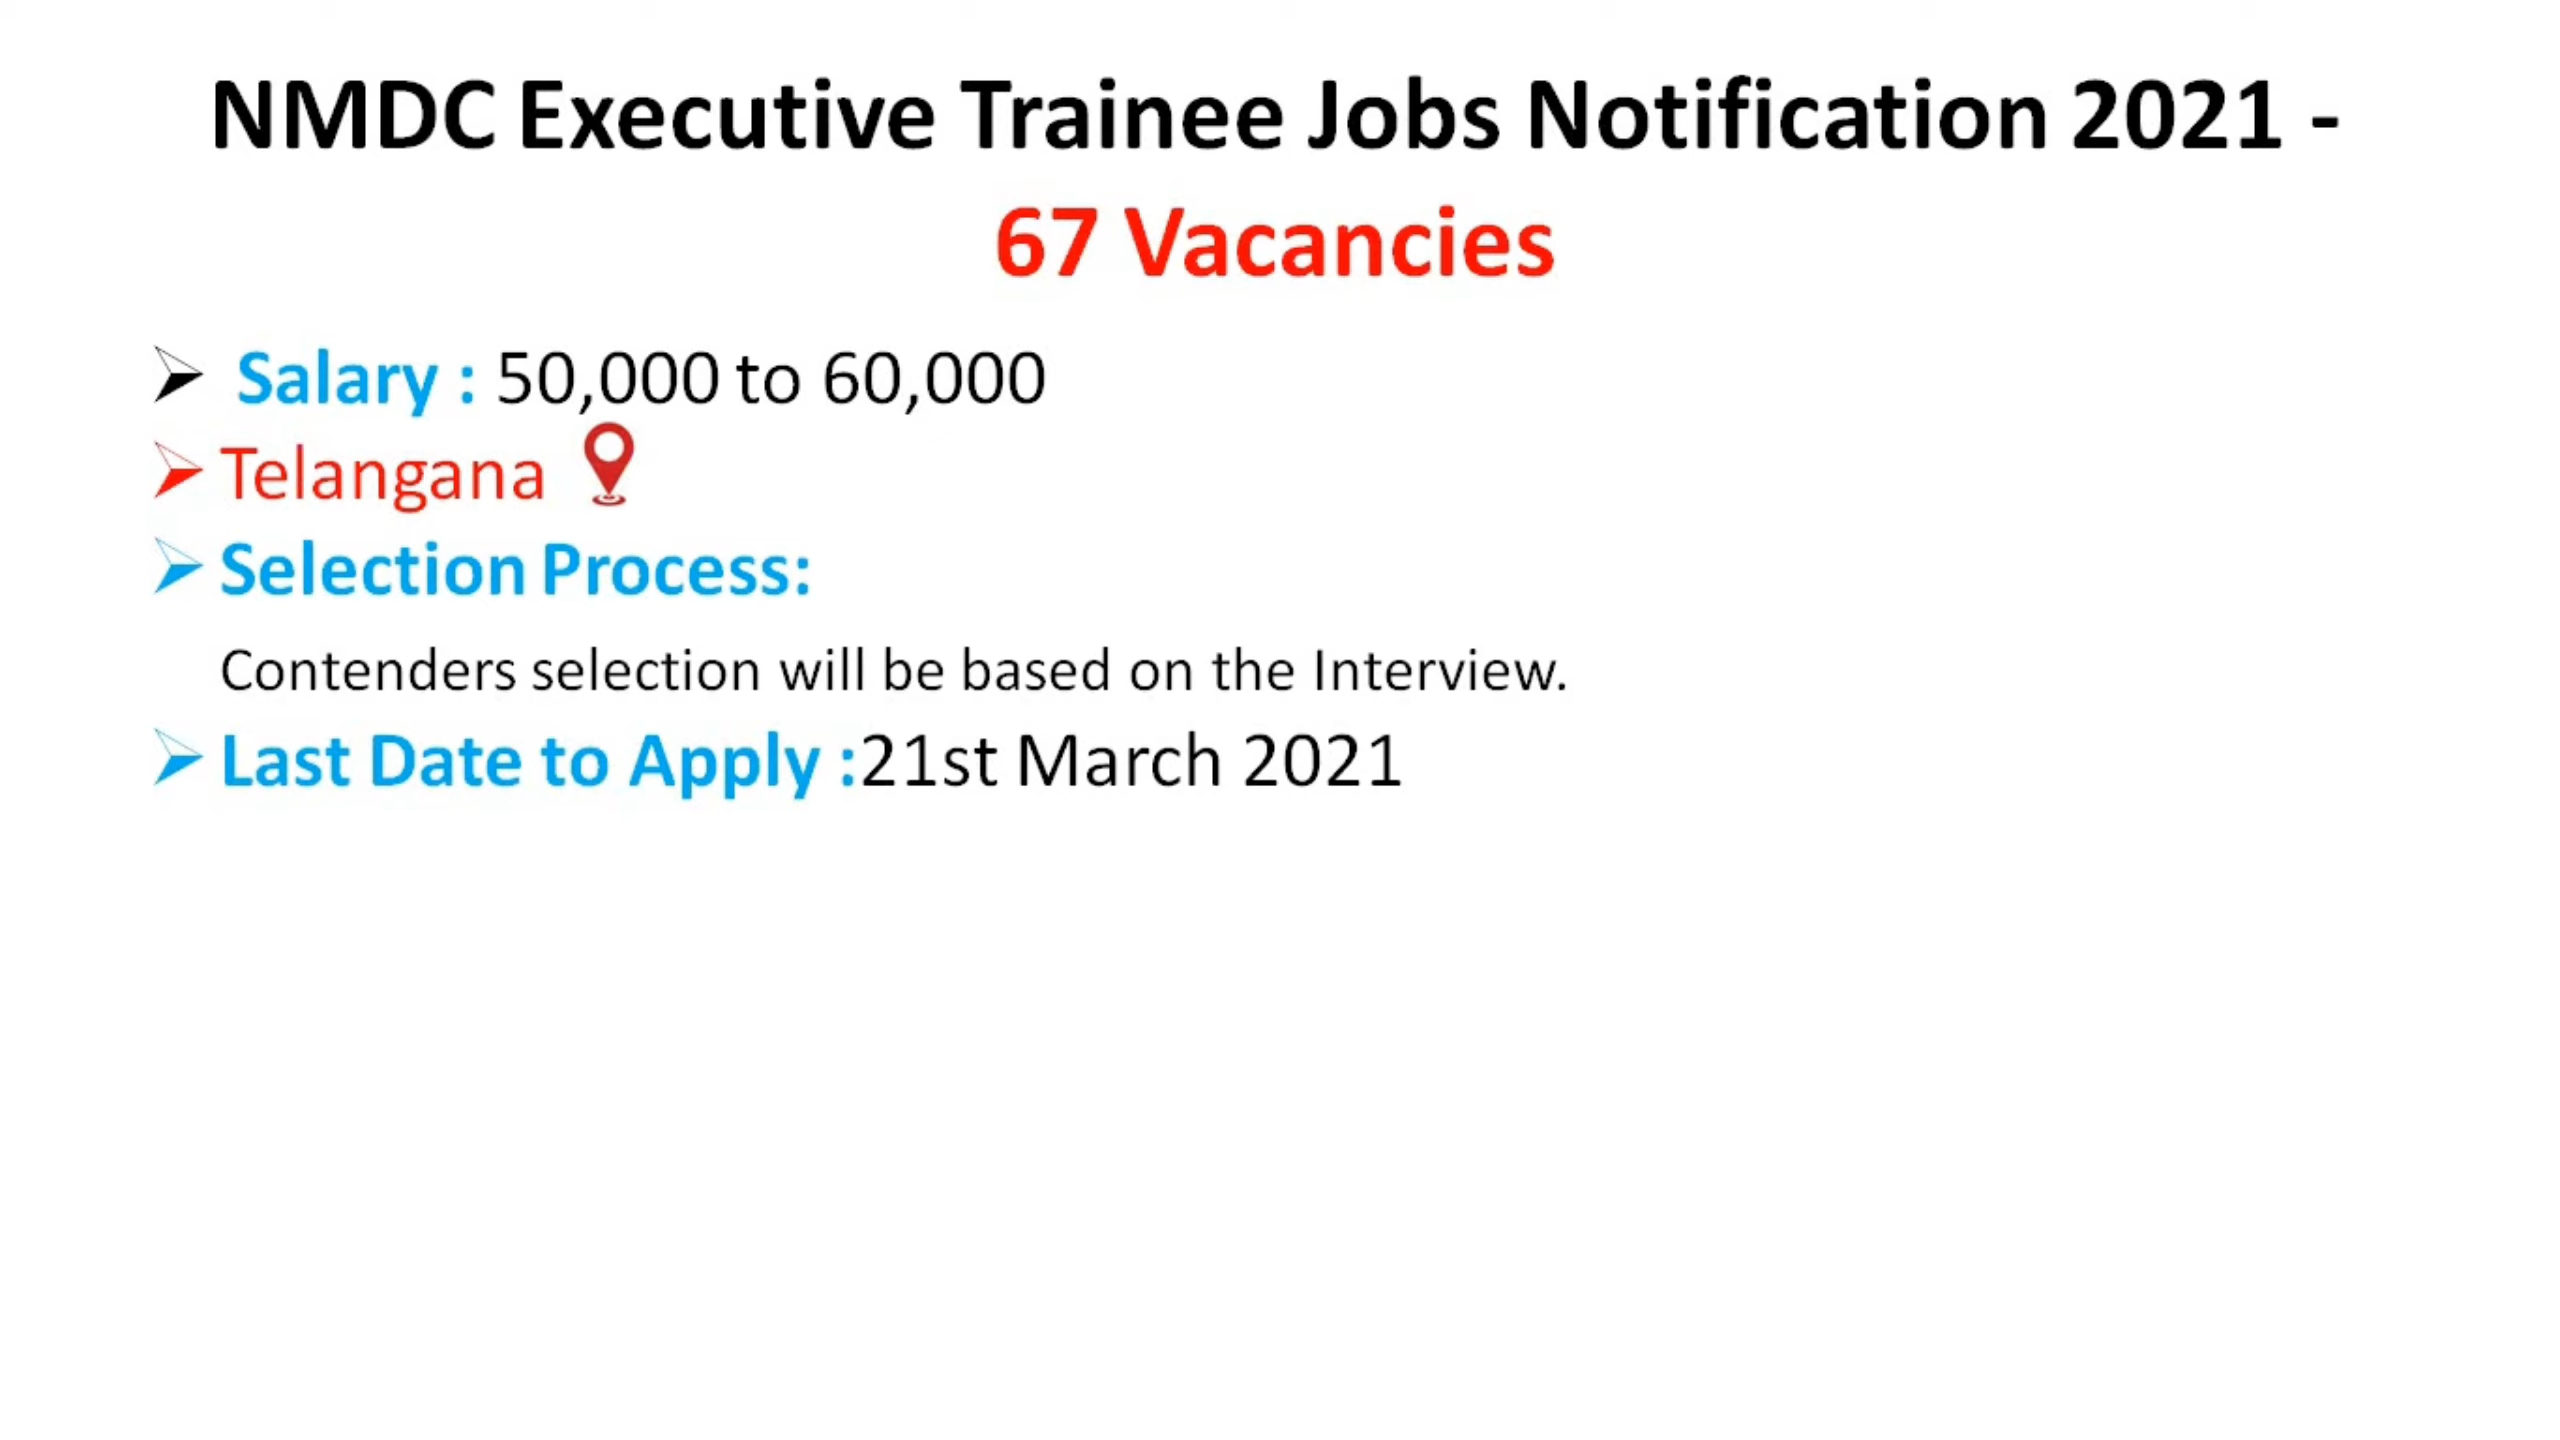 NMDC Executive Trainee Jobs Notification 2021 -
67 Vacancies
Salary : 50,000 to 60,000
Telangana
Selection Process:
Contenders selection will be based on the Interview.
Last Date to Apply :21st March 2021